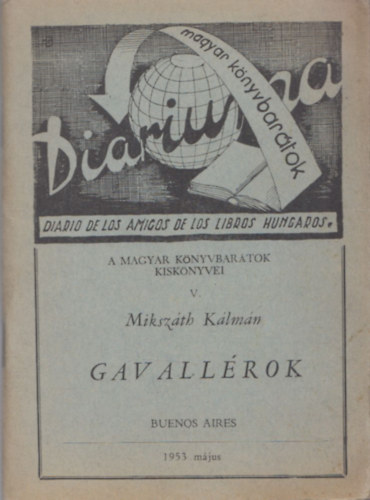 magyar könyvbarátok
Diariuma
DIARIO DE LOS AMIGOS DE LOS LIBROS HUNGAROS.
A MAGYAR KÖNYVBARÁTOK
KISKÖNYVEI
V.
Mikszáth Kálmán
GAVALLÉROK
BUENOS AIRES
1953 május